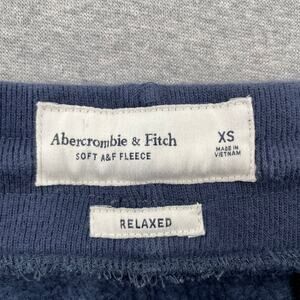 Abercrombie & Fitch
SOFT A&F FLEECE
XS
MADE IN
VIETNAM
RELAXED